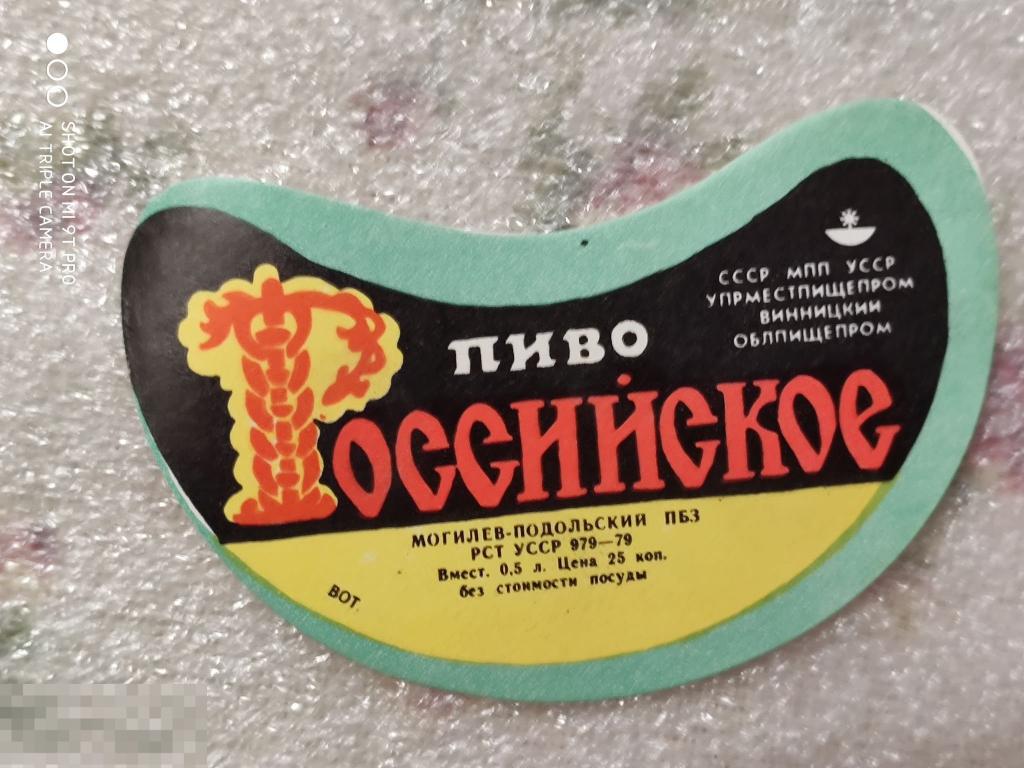 SHOT ON MI 9T PRO
AI TRIPLE CAMERA
СССР МПП УССР
УПРМЕСТПИЩЕПРОМ
ВИННИЦКИЙ
ОБЛПИЩЕПРОМ
ПИВО
РОССИЙСКОЕ
МОГИЛЕВ-ПОДОЛЬСКИЙ ПБЗ
РСТ УССР 979—79
Вмест. 0,5 л. Цена 25 коп.
без стоимости посуды
ВОТ.